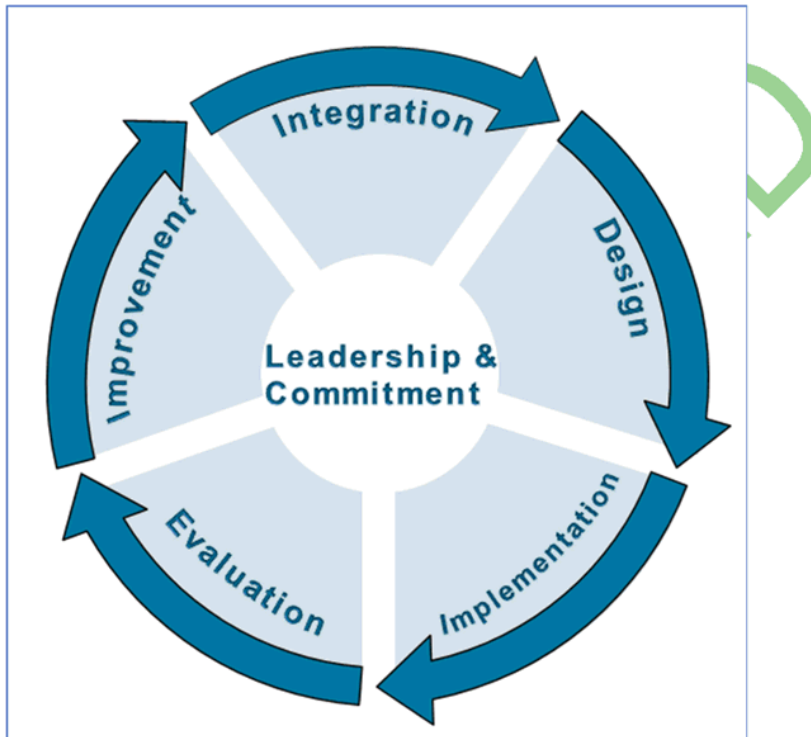 Integration
Design
Implementation
Evaluation
Improvement
Leadership &
Commitment